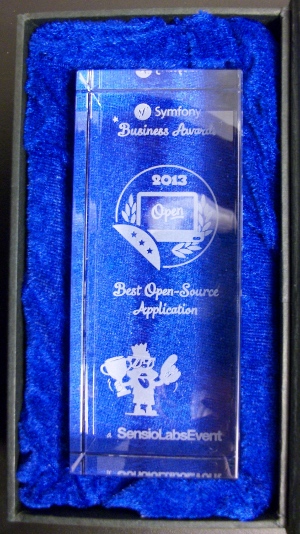 Symfony
Business Awards
2013
Open
Best Open-Source
Application
SensioLabsEvent